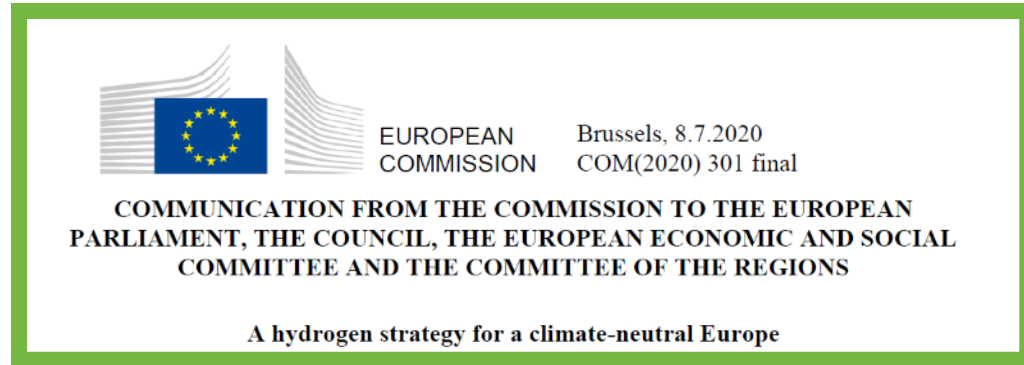 EUROPEAN
COMMISSION
Brussels, 8.7.2020
COM(2020) 301 final
COMMUNICATION FROM THE COMMISSION TO THE EUROPEAN
PARLIAMENT, THE COUNCIL, THE EUROPEAN ECONOMIC AND SOCIAL
COMMITTEE AND THE COMMITTEE OF THE REGIONS
A hydrogen strategy for a climate-neutral Europe